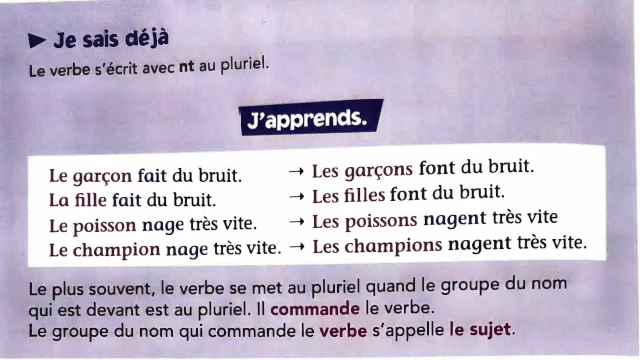 ► Je sais déjà
Le verbe s'écrit avec nt au pluriel.
J'apprends.
Le garçon fait du bruit. → Les garçons font du bruit.
La fille fait du bruit. → Les filles font du bruit.
Le poisson nage très vite. → Les poissons nagent très vite
Le champion nage très vite. → Les champions nagent très vite.
Le plus souvent, le verbe se met au pluriel quand le groupe du nom
qui est devant est au pluriel. Il commande le verbe.
Le groupe du nom qui commande le verbe s'appelle le sujet.